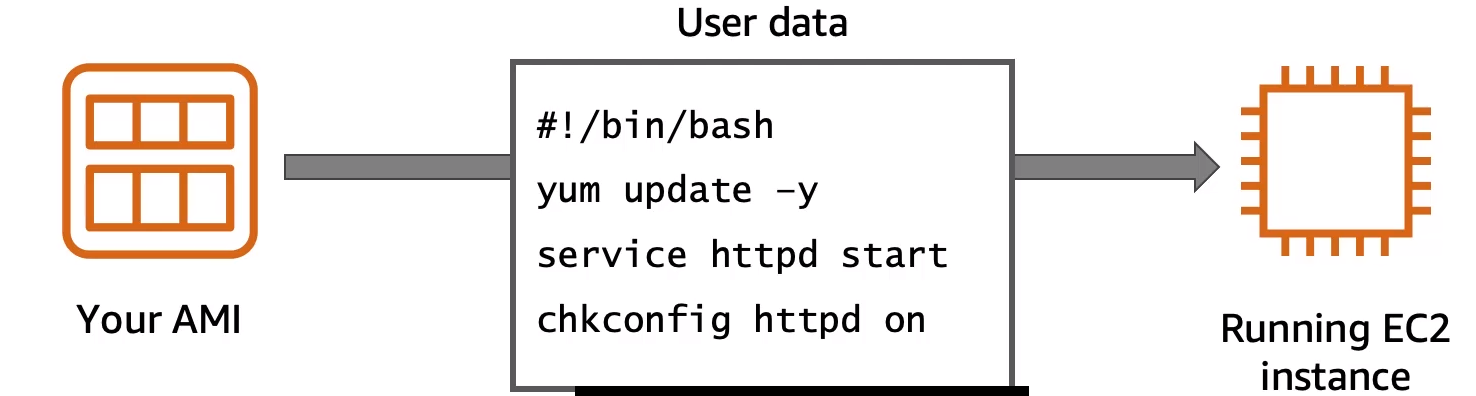 User data
#!/bin/bash
yum update –y
service httpd start
chkconfig httpd on
Your AMI
Running EC2
instance